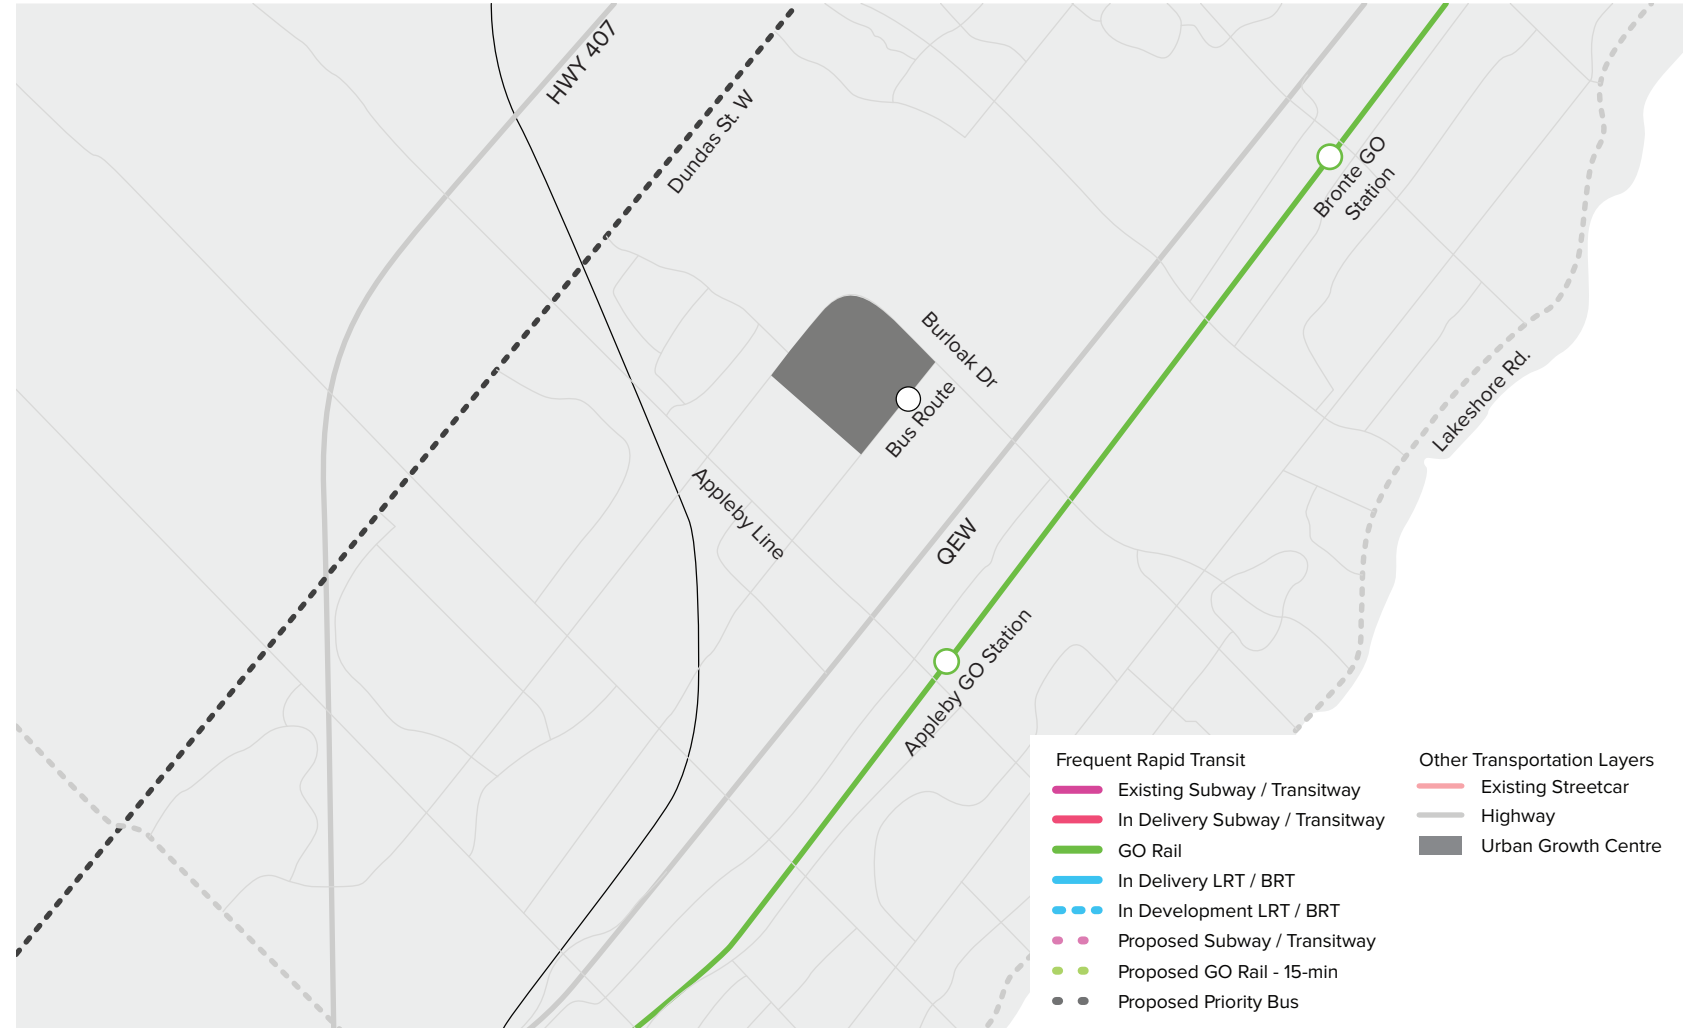 HWY 407
Dundas St. W
Bronte GO
Station
Burloak Dr
Bus Route
Lakeshore Rd.
Appleby Line
QEW
Appleby GO Station
Frequent Rapid Transit
Existing Subway / Transitway
In Delivery Subway / Transitway
GO Rail
In Delivery LRT / BRT
In Development LRT / BRT
Proposed Subway / Transitway
Proposed GO Rail - 15-min
Proposed Priority Bus
Other Transportation Layers
Existing Streetcar
Highway
Urban Growth Centre